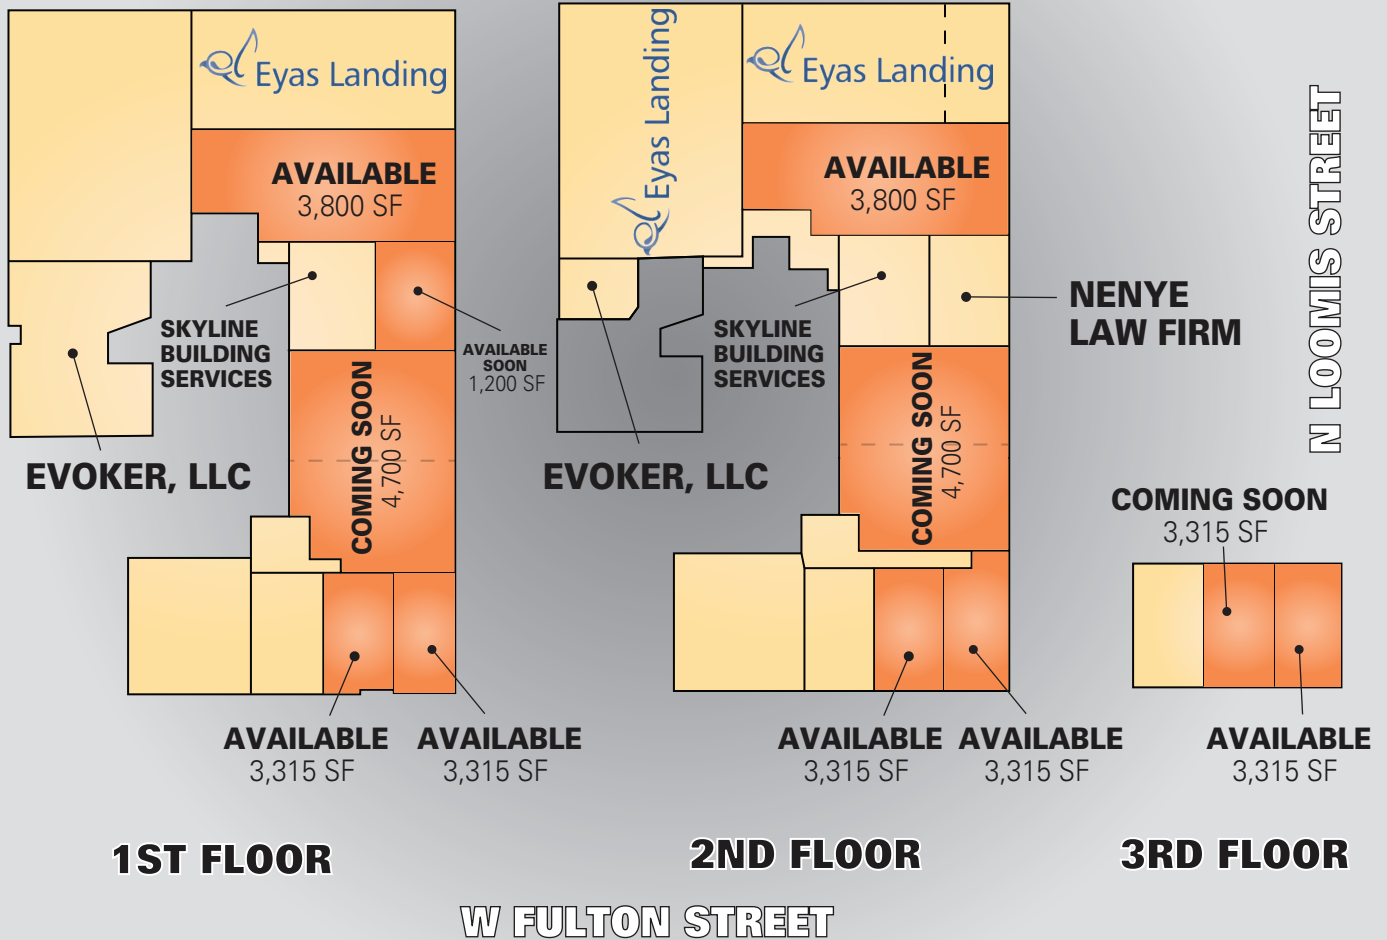 Eyas Landing
AVAILABLE
3,800 SF
SKYLINE
BUILDING
SERVICES
AVAILABLE
SOON
1,200 SF
EVOKER, LLC
COMING SOON
4,700 SF
AVAILABLE
3,315 SF
AVAILABLE
3,315 SF
1ST FLOOR
Eyas Landing
Eyas Landing
AVAILABLE
3,800 SF
SKYLINE
BUILDING
SERVICES
NENYE
LAW FIRM
EVOKER, LLC
COMING SOON
4,700 SF
AVAILABLE
3,315 SF
AVAILABLE
3,315 SF
2ND FLOOR
N LOOMIS STREET
COMING SOON
3,315 SF
AVAILABLE
3,315 SF
3RD FLOOR
W FULTON STREET